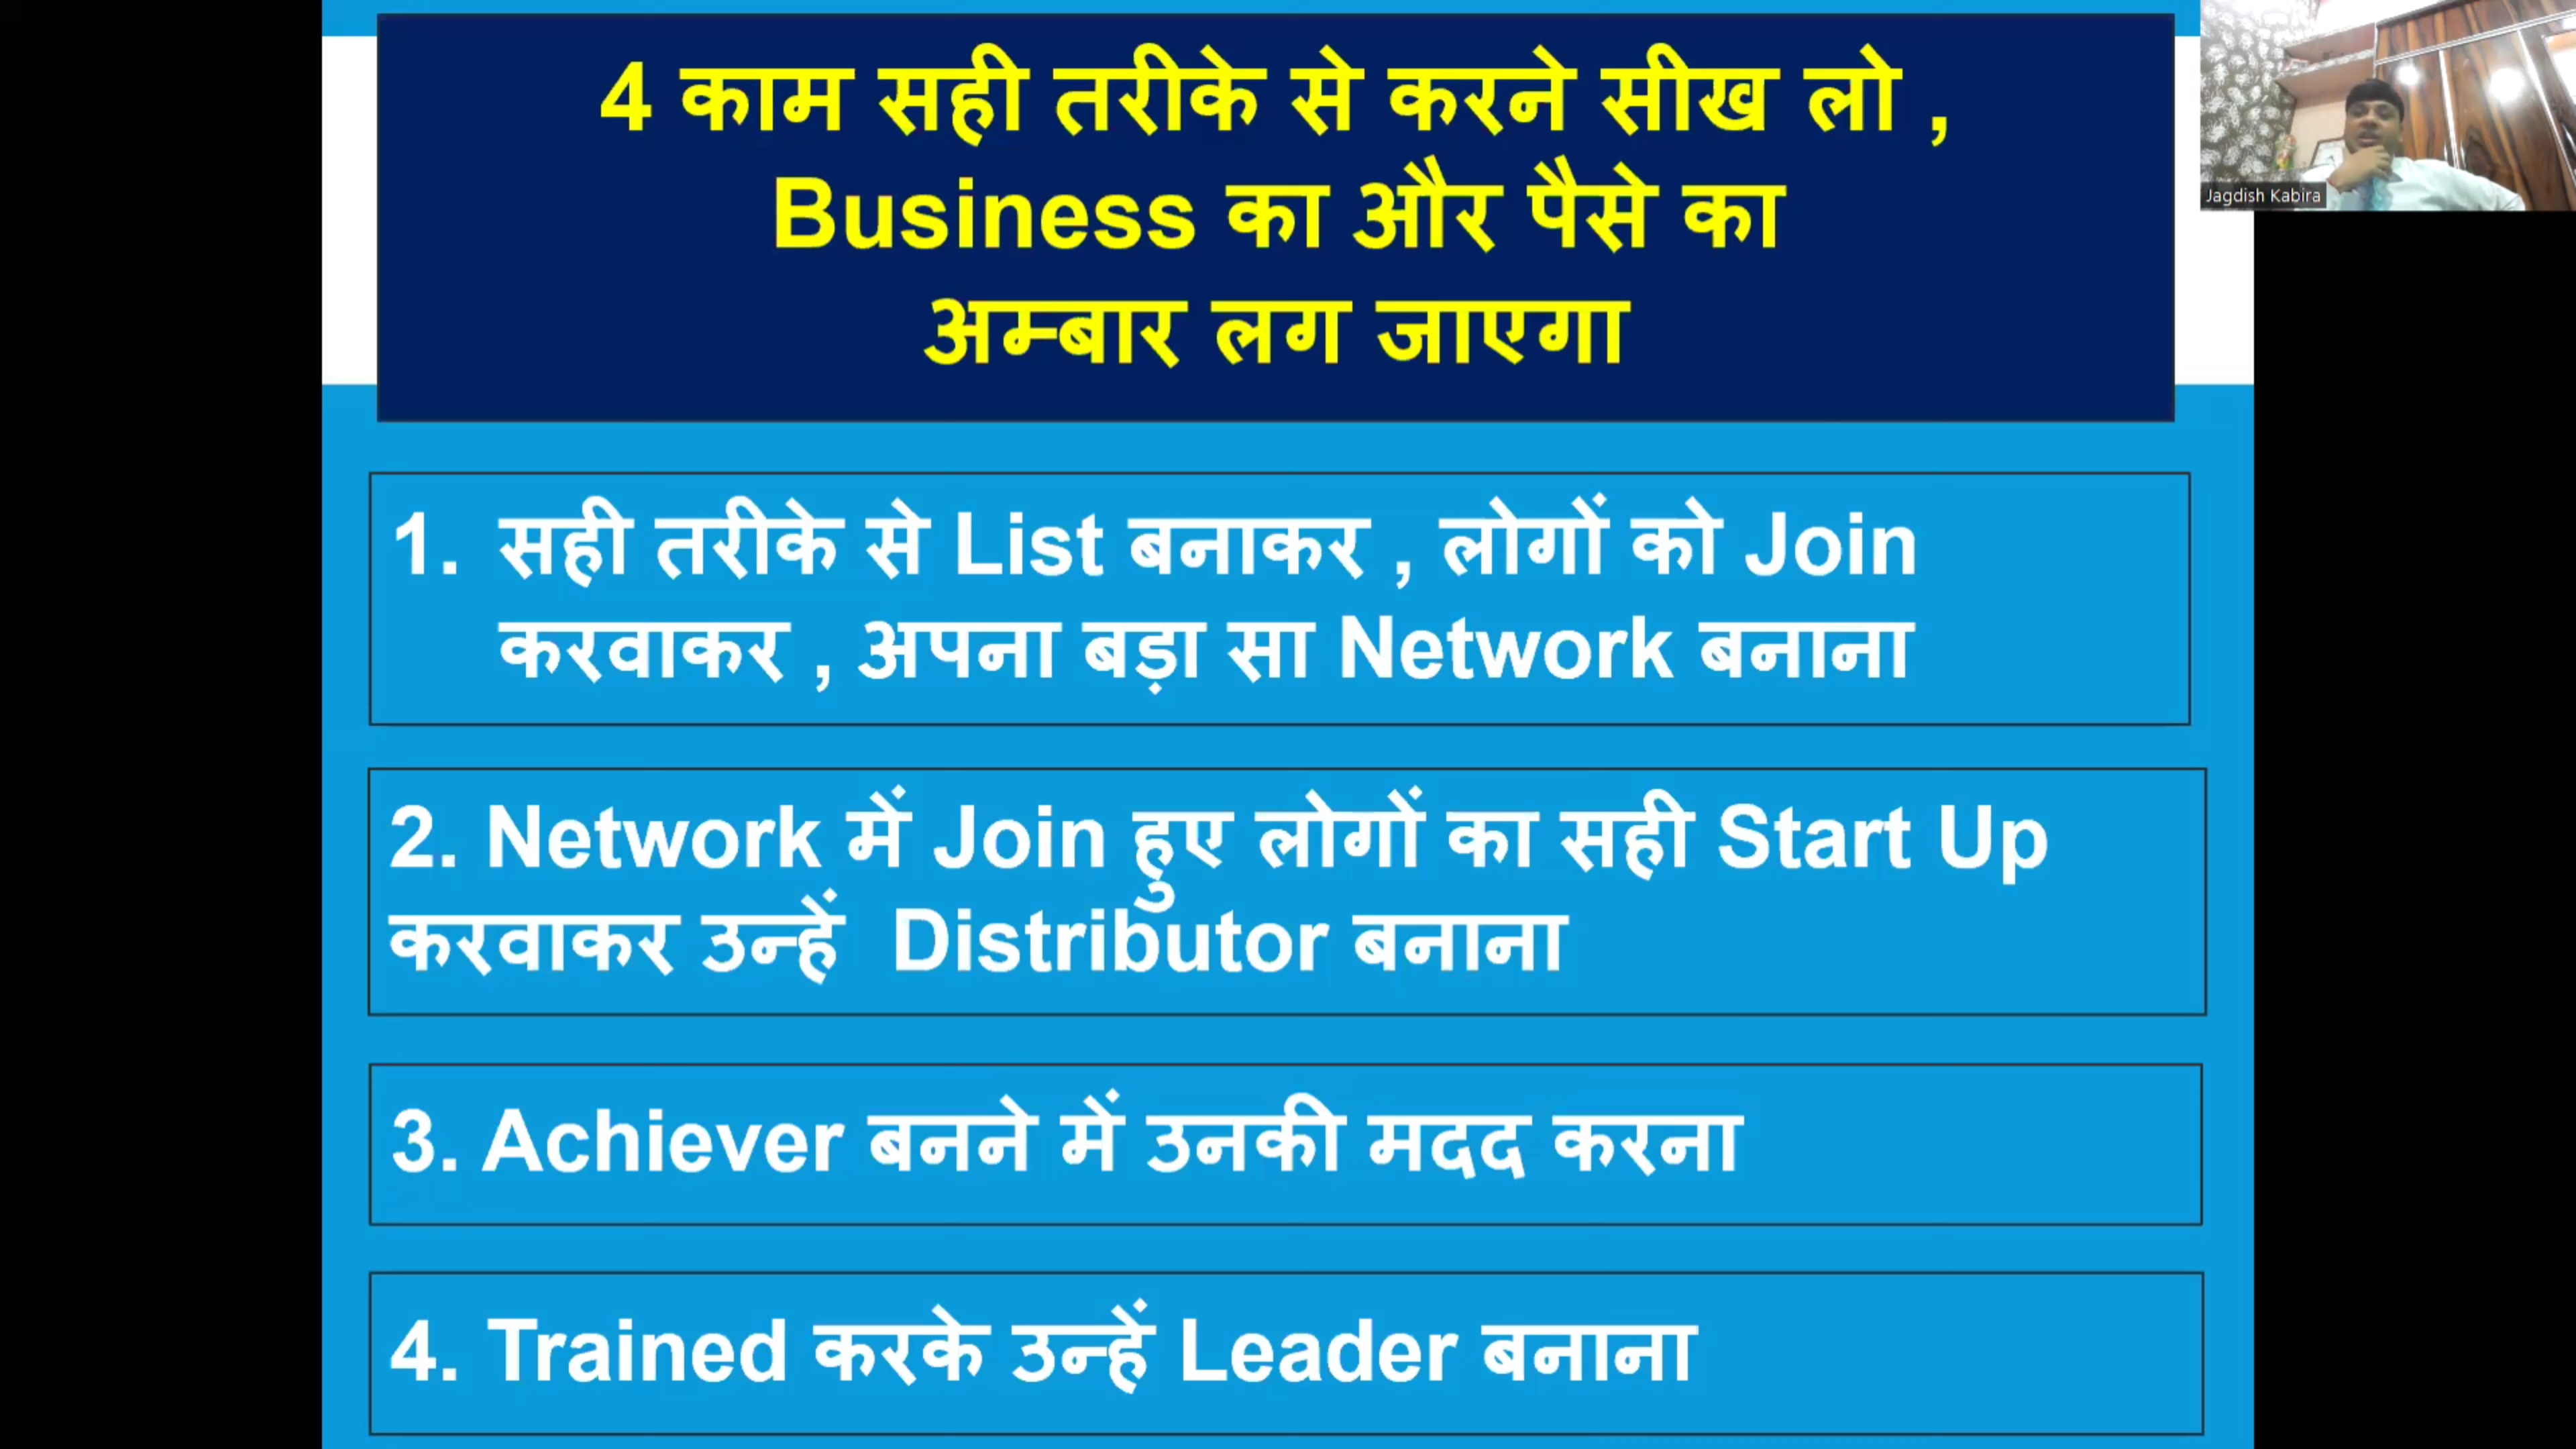 4 काम सही तरीके से करने सीख लो ,
Business का और पैसे का
अम्बार लग जाएगा
Jagdish Kabira
1. सही तरीके से List बनाकर , लोगों को Join
करवाकर , अपना बड़ा सा Network बनाना
2. Network में Join हुए लोगों का सही Start Up
करवाकर उन्हें Distributor बनाना
3. Achiever बनने में उनकी मदद करना
4. Trained करके उन्हें Leader बनाना